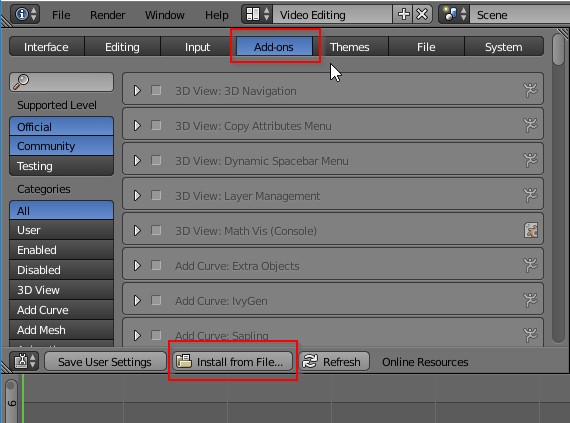 File Render Window Help Video Editing Scene
Interface Editing Input Add-ons Themes File System
Supported Level
Official
Community
Testing
Categories
All
User
Enabled
Disabled
3D View
Add Curve
Add Mesh
3D View: 3D Navigation
3D View: Copy Attributes Menu
3D View: Dynamic Spacebar Menu
3D View: Layer Management
3D View: Math Vis (Console)
Add Curve: Extra Objects
Add Curve: IvyGen
Add Curve: Sapling
Save User Settings Install from File... Refresh Online Resources